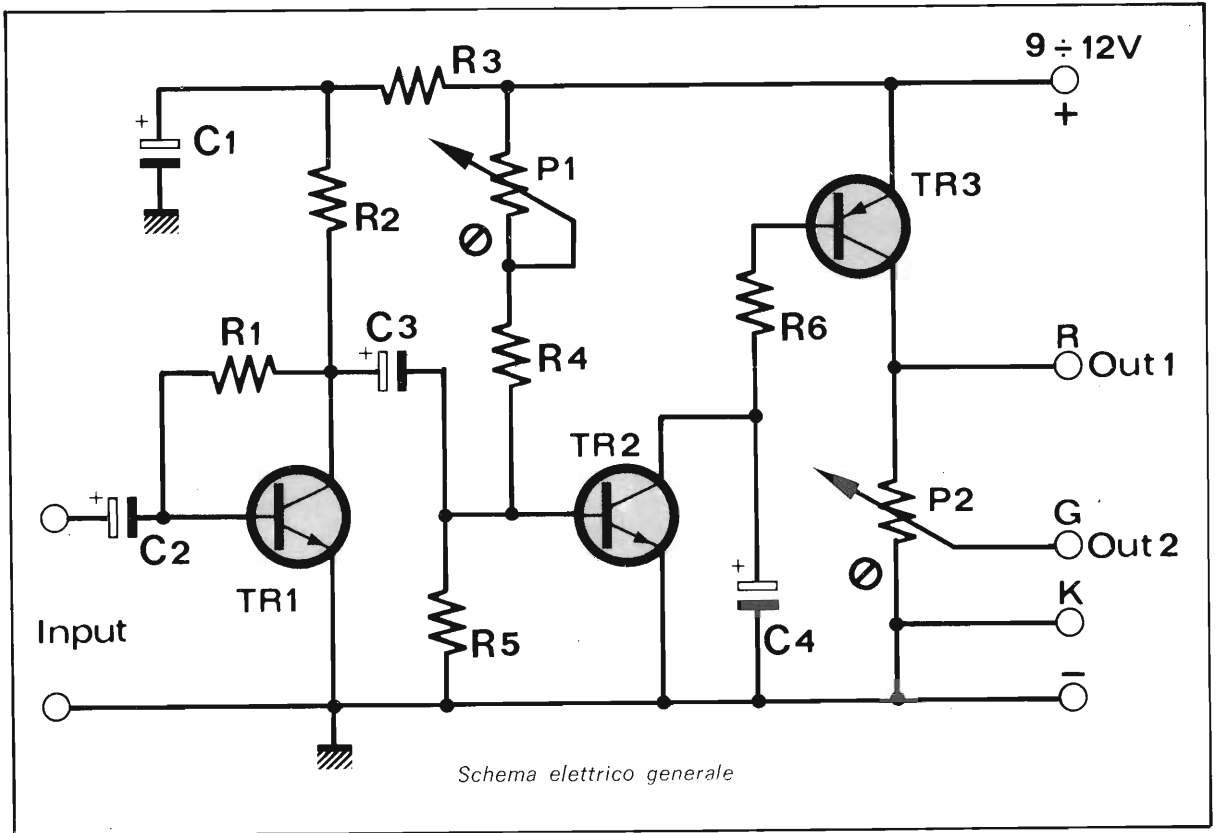 9÷12V
+
R3
+
C1
P1
TR3
R2
R6
R1
C3
+
R4
R
Out 1
TR2
P2
G
Out 2
+
C2
TR1
+
C4
K
Input
R5
−
Schema elettrico generale